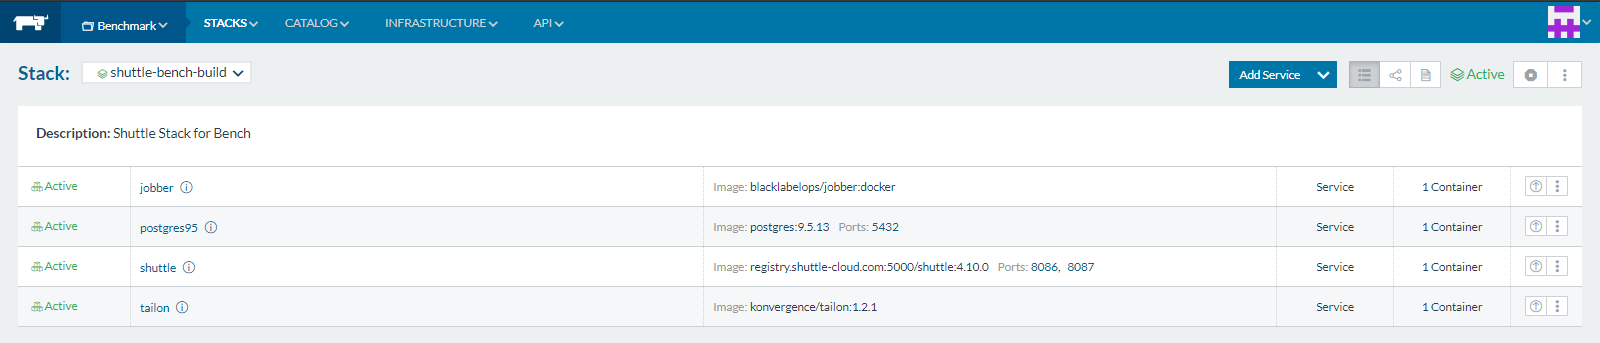 Benchmark STACKS CATALOG INFRASTRUCTURE API
Stack: shuttle-bench-build Add Service Active
Description: Shuttle Stack for Bench
Active jobber Image: blacklabelops/jobber:docker Service 1 Container
Active postgres95 Image: postgres:9.5.13 Ports: 5432 Service 1 Container
Active shuttle Image: registry.shuttle-cloud.com:5000/shuttle:4.10.0 Ports: 8086, 8087 Service 1 Container
Active tailon Image: konvergence/tailon:1.2.1 Service 1 Container